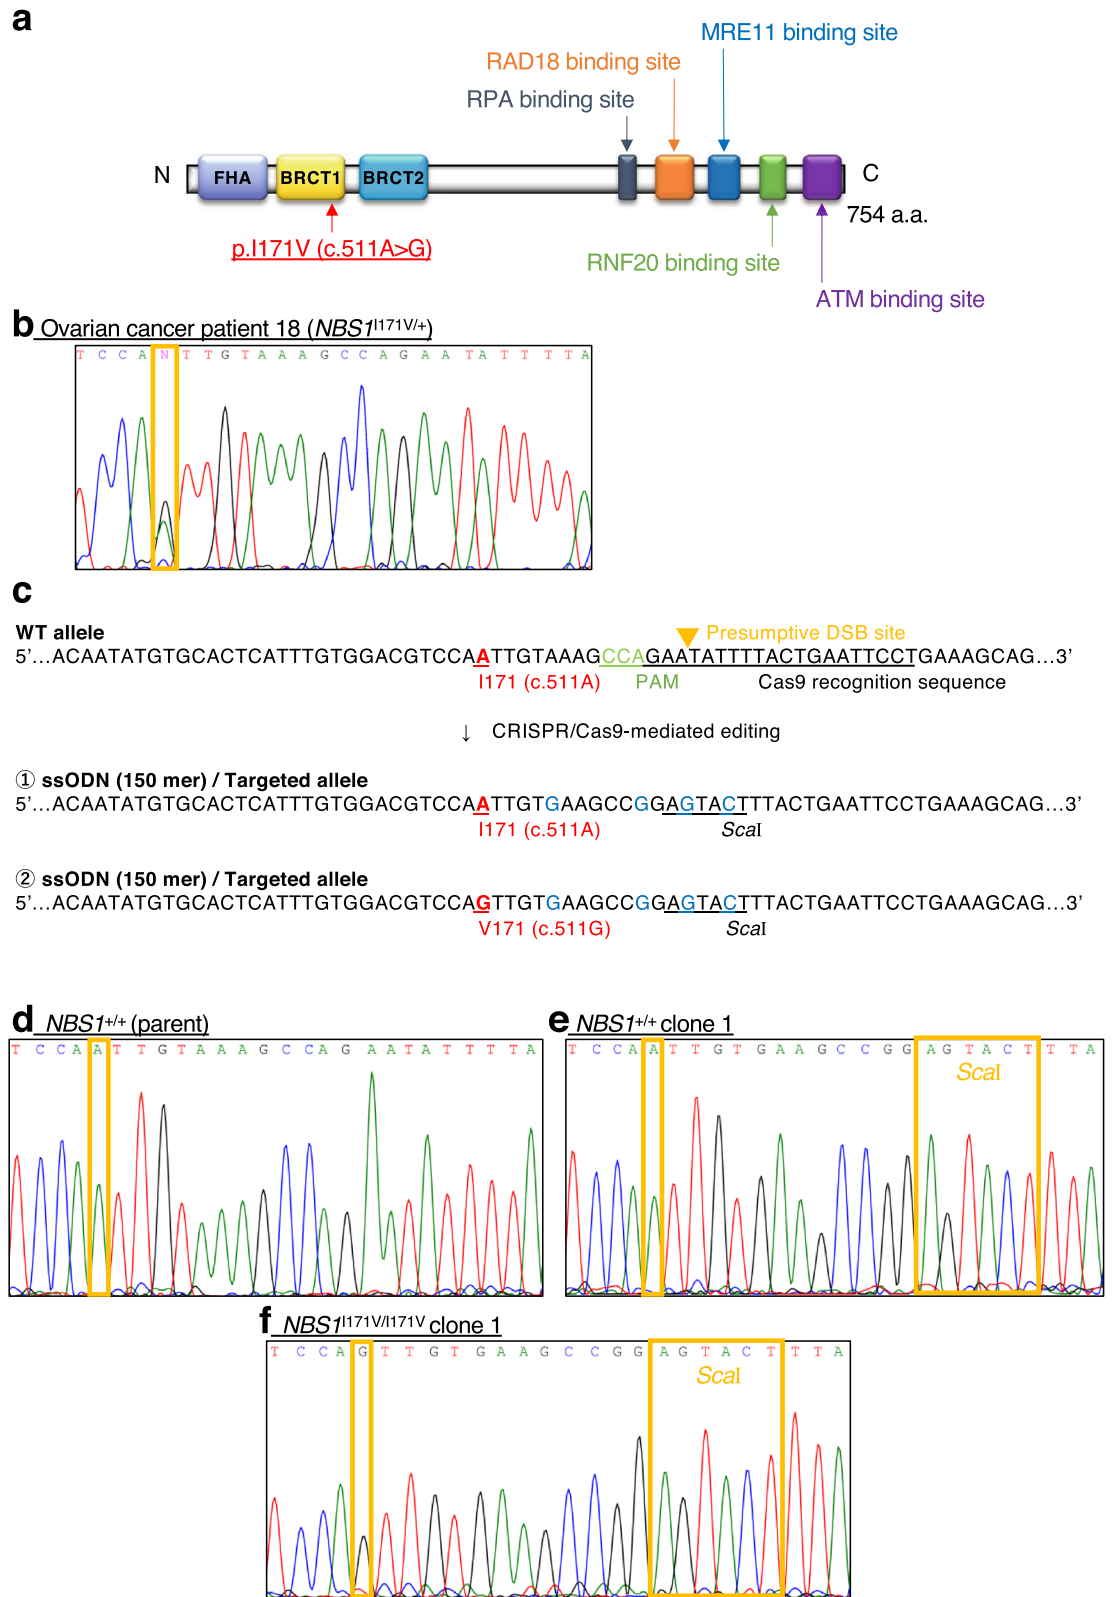 a
MRE11 binding site
RAD18 binding site
RPA binding site
N FHA BRCT1 BRCT2 C
754 a.a.
p.I171V (c.511A>G)
RNF20 binding site
ATM binding site
b Ovarian cancer patient 18 (NBS1I171V/+)
T C C A N T T G T A A A G C C A G A A T A T T T T A
c
WT allele
Presumptive DSB site
5'...ACAATATGTGCACTCATTTGTGGACGTCCAATTGTAAAGCCAGAATATTTTACTGAATTCCTGAAAGCAG...3'
I171 (c.511A) PAM Cas9 recognition sequence
↓ CRISPR/Cas9-mediated editing
① ssODN (150 mer) / Targeted allele
5'...ACAATATGTGCACTCATTTGTGGACGTCCAATTGTGAAGCCGGAGTACTTTACTGAATTCCTGAAAGCAG...3'
I171 (c.511A) ScaI
② ssODN (150 mer) / Targeted allele
5'...ACAATATGTGCACTCATTTGTGGACGTCCAGTTGTGAAGCCGGAGTACTTTACTGAATTCCTGAAAGCAG...3'
V171 (c.511G) ScaI
d NBS1+/+ (parent)
T C C A A T T G T A A A G C C A G A A T A T T T T A
e NBS1+/+ clone 1
T C C A A T T G T G A A G C C G G A G T A C T T T A
ScaI
f NBS1I171V/I171V clone 1
T C C A G T T G T G A A G C C G G A G T A C T T T A
ScaI